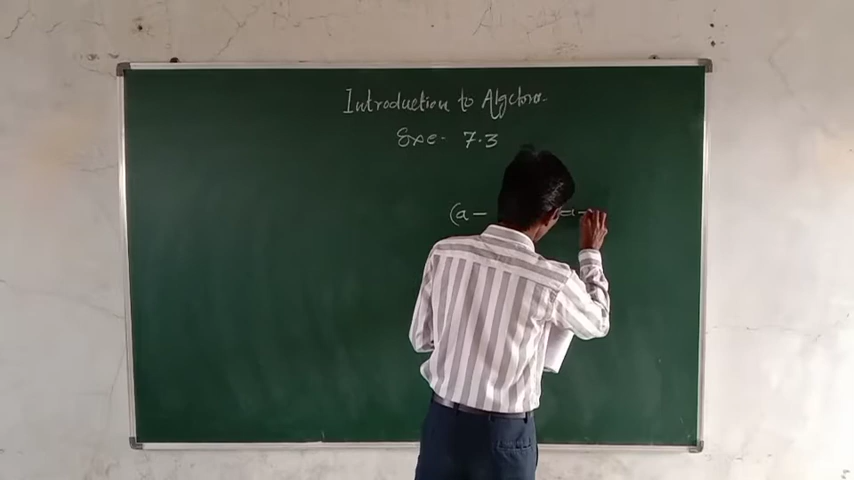 Introduction to Algebra
Exe- 7.3
(a - (a -